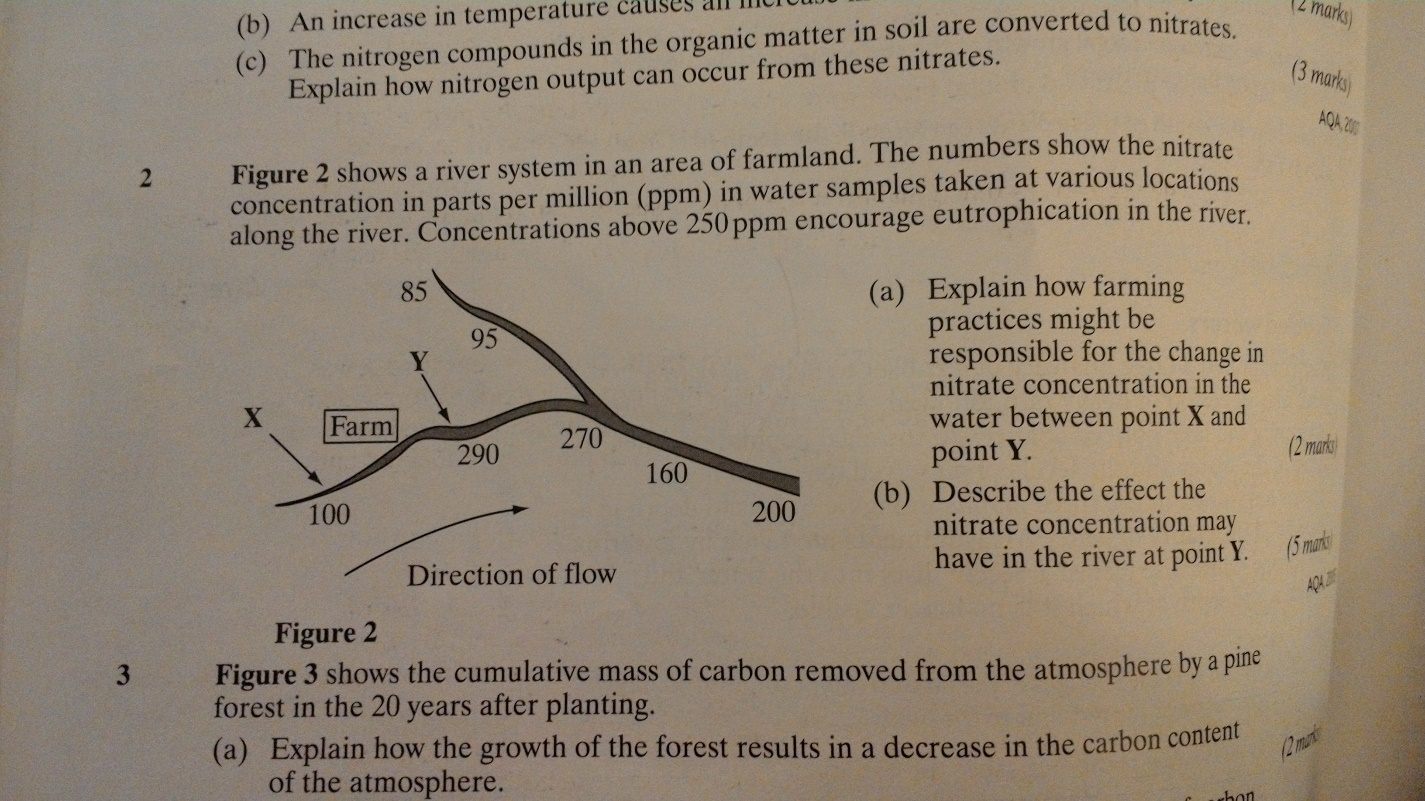 (b) An increase in temperature causes an
(2 marks)
(c) The nitrogen compounds in the organic matter in soil are converted to nitrates.
Explain how nitrogen output can occur from these nitrates.
(3 marks)
AQA,
2 Figure 2 shows a river system in an area of farmland. The numbers show the nitrate
concentration in parts per million (ppm) in water samples taken at various locations
along the river. Concentrations above 250 ppm encourage eutrophication in the river.
85
95
Y
X
Farm
290
270
160
100
200
Direction of flow
Figure 2
(a) Explain how farming
practices might be
responsible for the change in
nitrate concentration in the
water between point X and
point Y.
(2 marks)
(b) Describe the effect the
nitrate concentration may
have in the river at point Y.
(5 marks
AQA
3 Figure 3 shows the cumulative mass of carbon removed from the atmosphere by a pine
forest in the 20 years after planting.
(a) Explain how the growth of the forest results in a decrease in the carbon content
of the atmosphere.
(2 mark